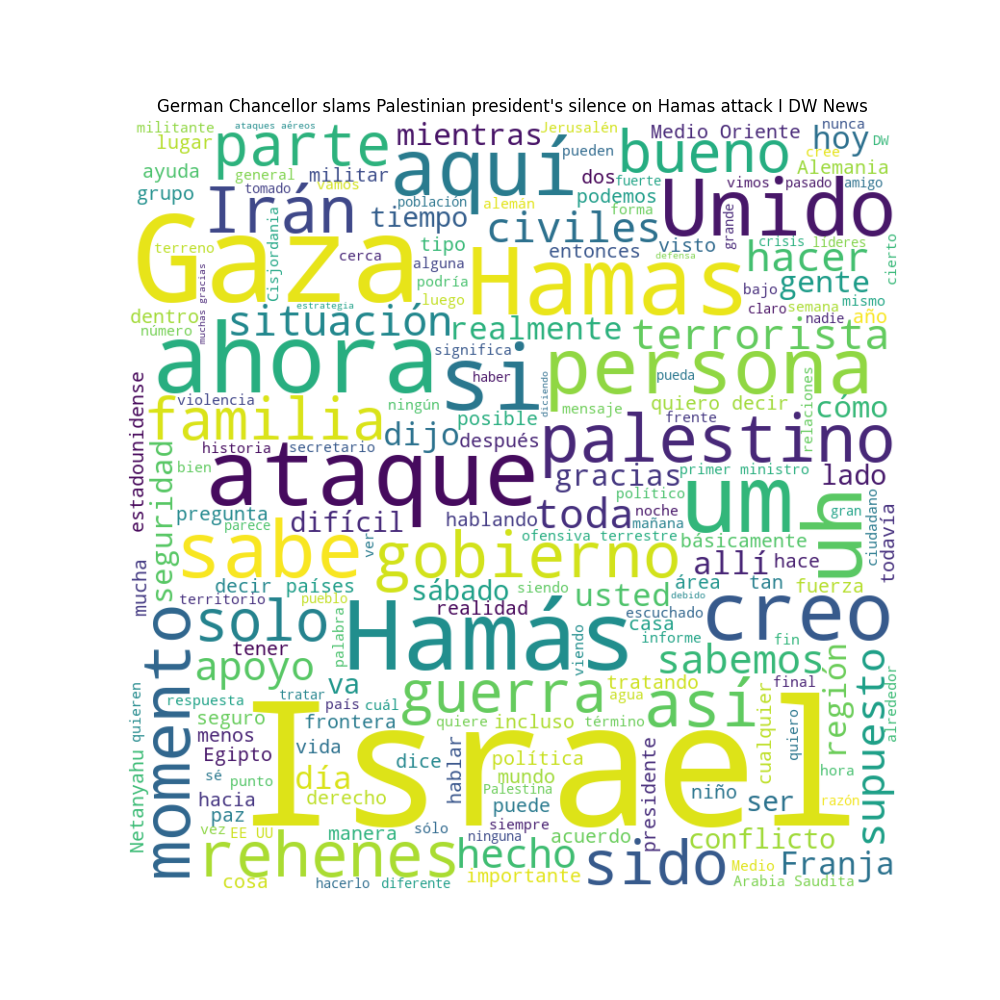 German Chancellor slams Palestinian president's silence on Hamas attack I DW News
militante
ataques aéreos
Jerusalén
nunca
lugar
parte
mientras
aquí
pueden
bueno
Medio Oriente
hoy
DW
cree
ayuda
general
militar
dos
fuerte
Alemania
grupo
tomado
vamos
podemos
vimos
pasado
amigo
Irán
población
alemán
forma
Unido
tiempo
civiles
grande
Cisjordania
terreno
Gaza
cerca
tipo
entonces
visto
crisis
líderes
cierto
alguna
Hamas
defensa
hacer
gente
podría
muchas gracias
luego
bajo
mismo
estrategia
claro
semana
dentro
número
situación
realmente
terrorista
nadie
año
ahora
significa
si
persona
haber
diciendo
pueda
relaciones
estadounidense
violencia
familia
ningún
posible
mensaje
quiero decir
cómo
frente
dijo
después
palestino
historia
secretario
seguridad
bien
ataque
gracias
primer ministro
lado
político
um
uh
gran
ciudadano
todavía
pregunta
parece
difícil
hablando
toda
noche
mañana
ofensiva terrestre
básicamente
ver
sabe
gobierno
allí
hace
mucha
decir
países
sábado
siendo
usted
área
tan
fuerza
debido
territorio
pueblo
realidad
escuchado
momento
solo
Hamás
casa
creo
informe
fin
tener
palabra
viendo
sabemos
región
supuesto
alrededor
apoyo
va
tratando
final
Netanyahu
quieren
respuesta
tratar
país
cuál
guerra
agua
así
cualquier
quiero
seguro
frontera
quiere
incluso
término
menos
Israel
Egipto
vida
dice
hablar
política
presidente
sé
punto
día
mundo
hora
Palestina
hacia
derecho
puede
niño
ser
razón
paz
vez
EE UU
manera
sólo
siempre
ninguna
acuerdo
conflicto
rehenes
hecho
sido
Medio
Franja
cosa
hacerlo
diferente
importante
Arabia Saudita